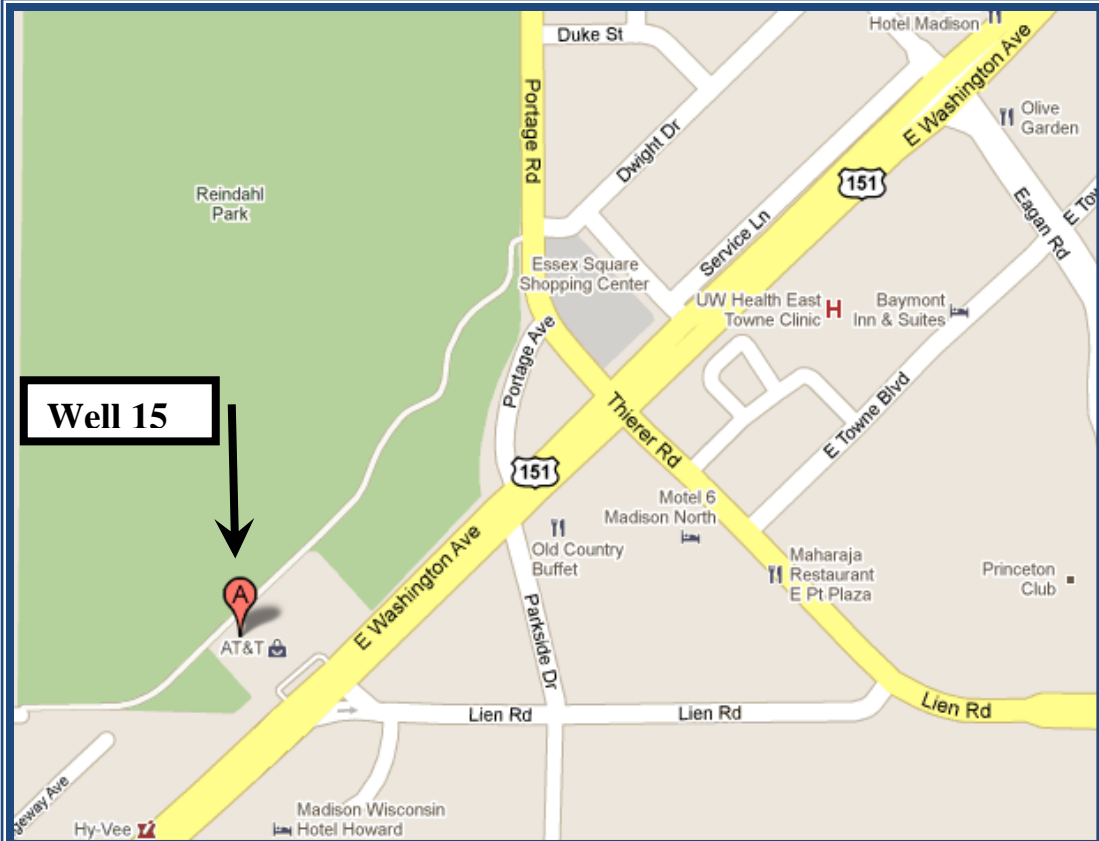 Hotel Madison
Duke St
E Washington Ave
Portage Rd
Olive
Garden
Dwight Dr
151
Reindahl
Park
Eagan Rd
Service Ln
Essex Square
Shopping Center
UW Health East
Towne Clinic
H
Baymont
Inn & Suites
Portage Ave
Well 15
Thierer Rd
E Towne Blvd
151
Motel 6
Madison North
Old Country
Buffet
Maharaja
Restaurant
E Pt Plaza
Princeton
Club
A
E Washington Ave
Parkside Dr
AT&T
Lien Rd
Lien Rd
Lien Rd
Madison Wisconsin
Hotel Howard
Hy-Vee